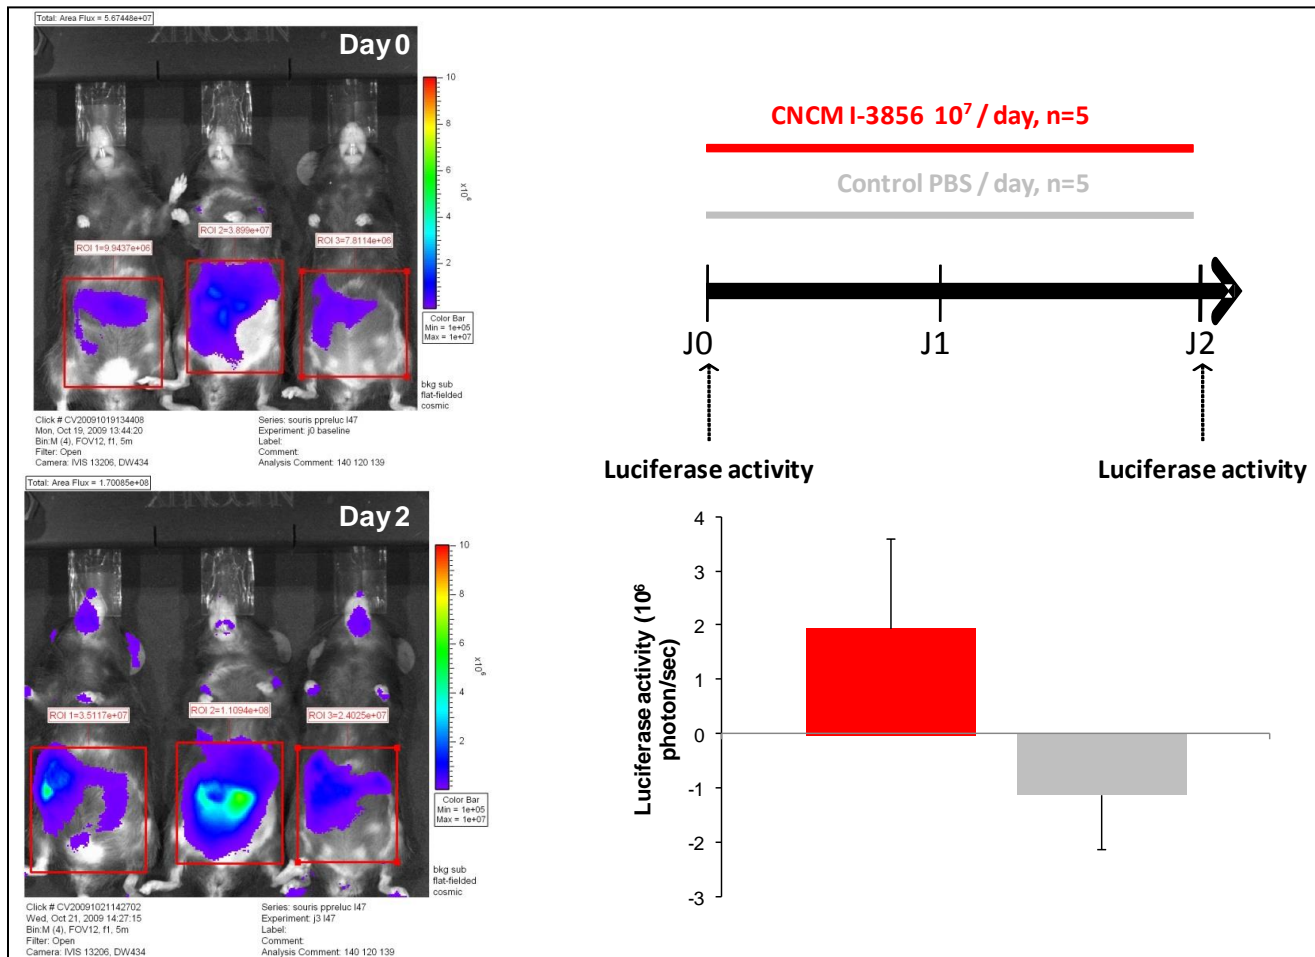 Total: Area Flux = 5.67448e+07
Day 0
ROI 1=9.9437e+06
ROI 2=3.899e+07
ROI 3=7.8114e+06
10
8
6
4
2
x10⁶
Color Bar
Min = 1e+05
Max = 1e+07
bkg sub
flat-fielded
cosmic
Click # CV20091019134408
Mon, Oct 19, 2009 13:44:20
Bin:M (4), FOV12, f1, 5m
Filter: Open
Camera: IVIS 13206, DW434
Series: souris ppreluc I47
Experiment: j0 baseline
Label:
Comment:
Analysis Comment: 140 120 139
Total: Area Flux = 1.70085e+08
Day 2
ROI 1=3.5117e+07
ROI 2=1.1094e+08
ROI 3=2.4025e+07
10
8
6
4
2
x10⁶
Color Bar
Min = 1e+05
Max = 1e+07
bkg sub
flat-fielded
cosmic
Click # CV20091021142702
Wed, Oct 21, 2009 14:27:15
Bin:M (4), FOV12, f1, 5m
Filter: Open
Camera: IVIS 13206, DW434
Series: souris ppreluc I47
Experiment: j3 I47
Label:
Comment:
Analysis Comment: 140 120 139
CNCM I-3856 10⁷ / day, n=5
Control PBS / day, n=5
J0
J1
J2
Luciferase activity
Luciferase activity
Luciferase activity (10⁶
photon/sec)
4
3
2
1
0
-1
-2
-3